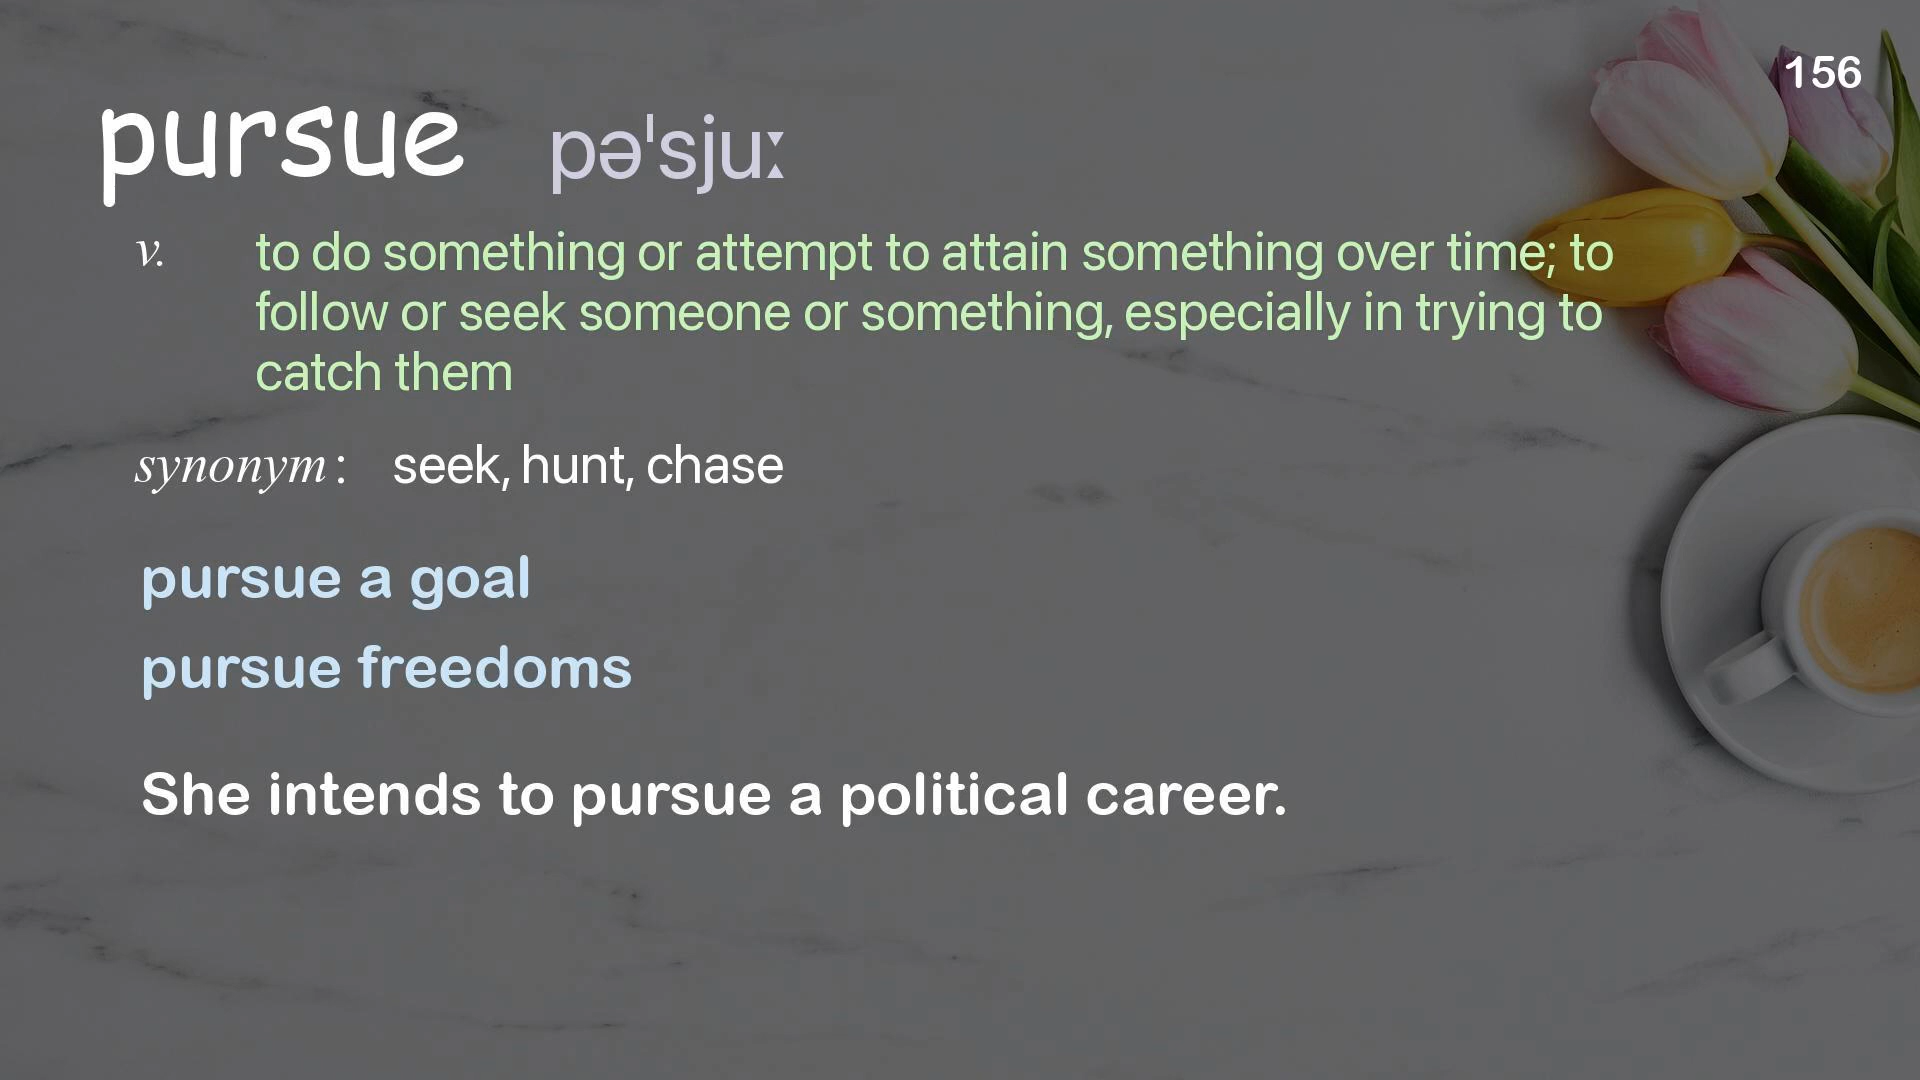 156
pursue pəˈsjuː
v. to do something or attempt to attain something over time; to
follow or seek someone or something, especially in trying to
catch them
synonym : seek, hunt, chase
pursue a goal
pursue freedoms
She intends to pursue a political career.